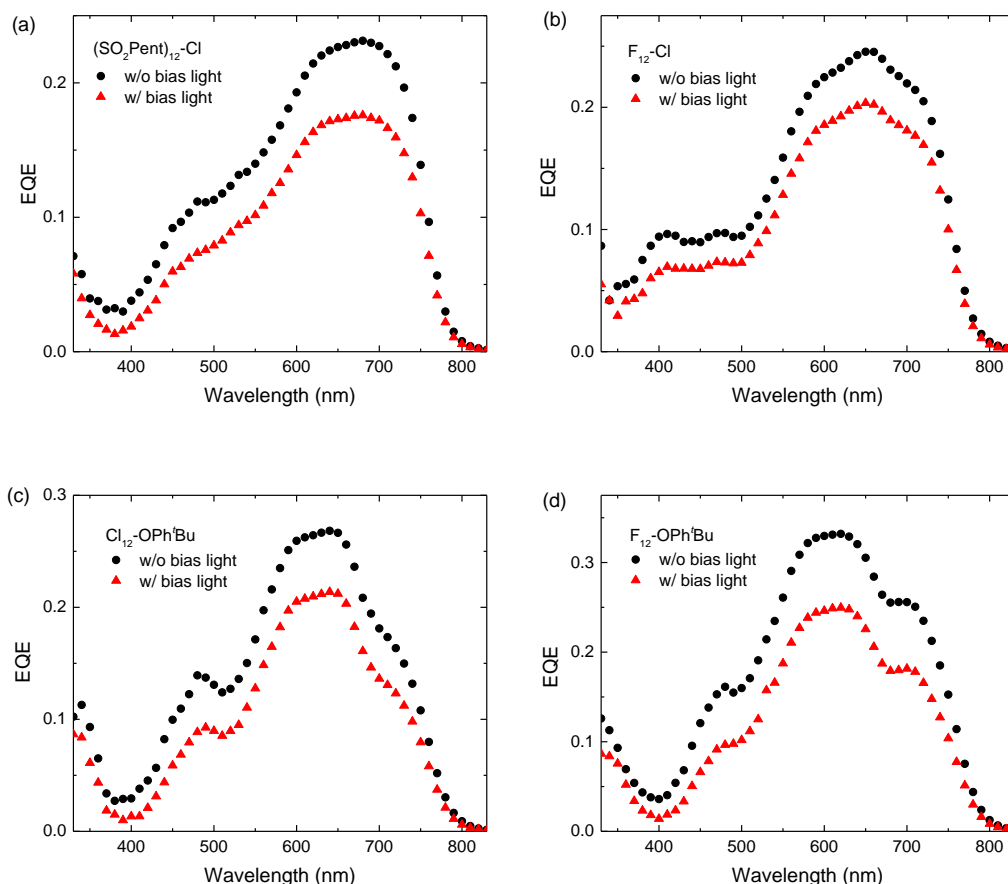 (a)
(SO₂Pent)₁₂-Cl
w/o bias light
w/ bias light
EQE
0.2
0.1
0.0
400 500 600 700 800
Wavelength (nm)
(b)
F₁₂-Cl
w/o bias light
w/ bias light
EQE
0.2
0.1
0.0
400 500 600 700 800
Wavelength (nm)
(c)
Cl₁₂-OPhᵗBu
w/o bias light
w/ bias light
EQE
0.3
0.2
0.1
0.0
400 500 600 700 800
Wavelength (nm)
(d)
F₁₂-OPhᵗBu
w/o bias light
w/ bias light
EQE
0.3
0.2
0.1
0.0
400 500 600 700 800
Wavelength (nm)